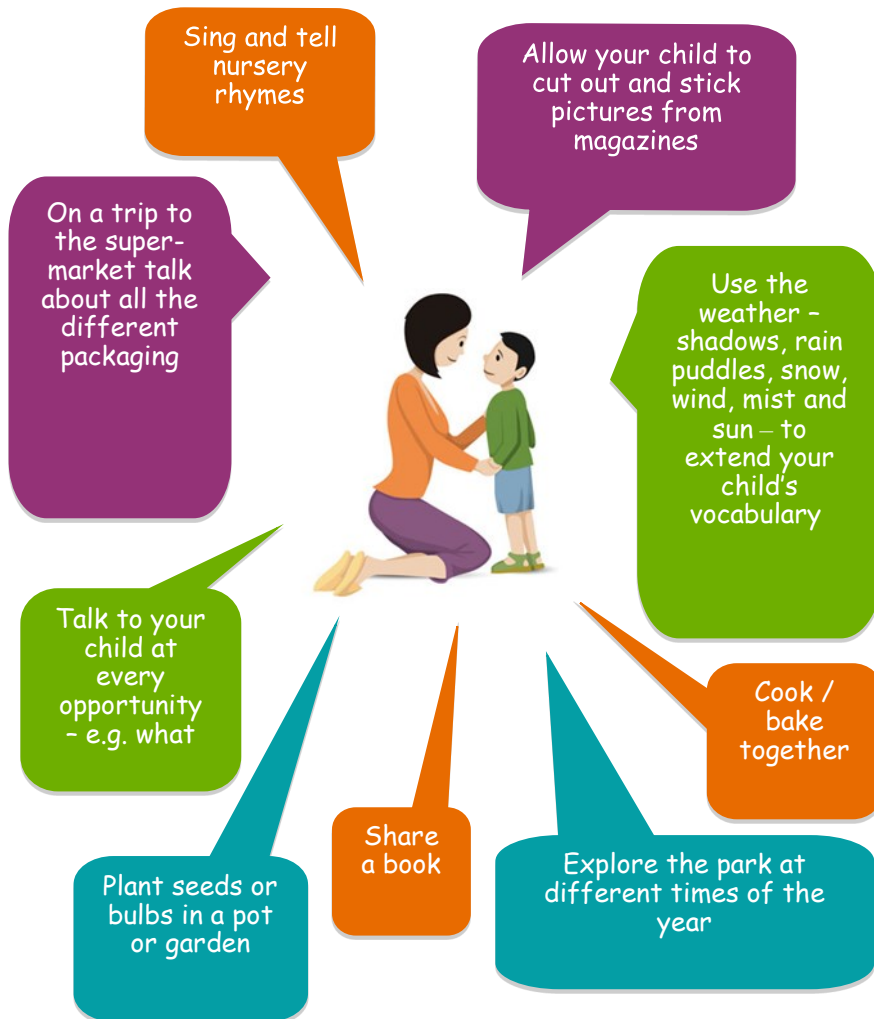 Sing and tell
nursery
rhymes
Allow your child to
cut out and stick
pictures from
magazines
On a trip to
the super-
market talk
about all the
different
packaging
Use the
weather –
shadows, rain
puddles, snow,
wind, mist and
sun – to
extend your
child's
vocabulary
Talk to your
child at
every
opportunity
– e.g. what
Cook /
bake
together
Share
a book
Explore the park at
different times of the
year
Plant seeds or
bulbs in a pot
or garden